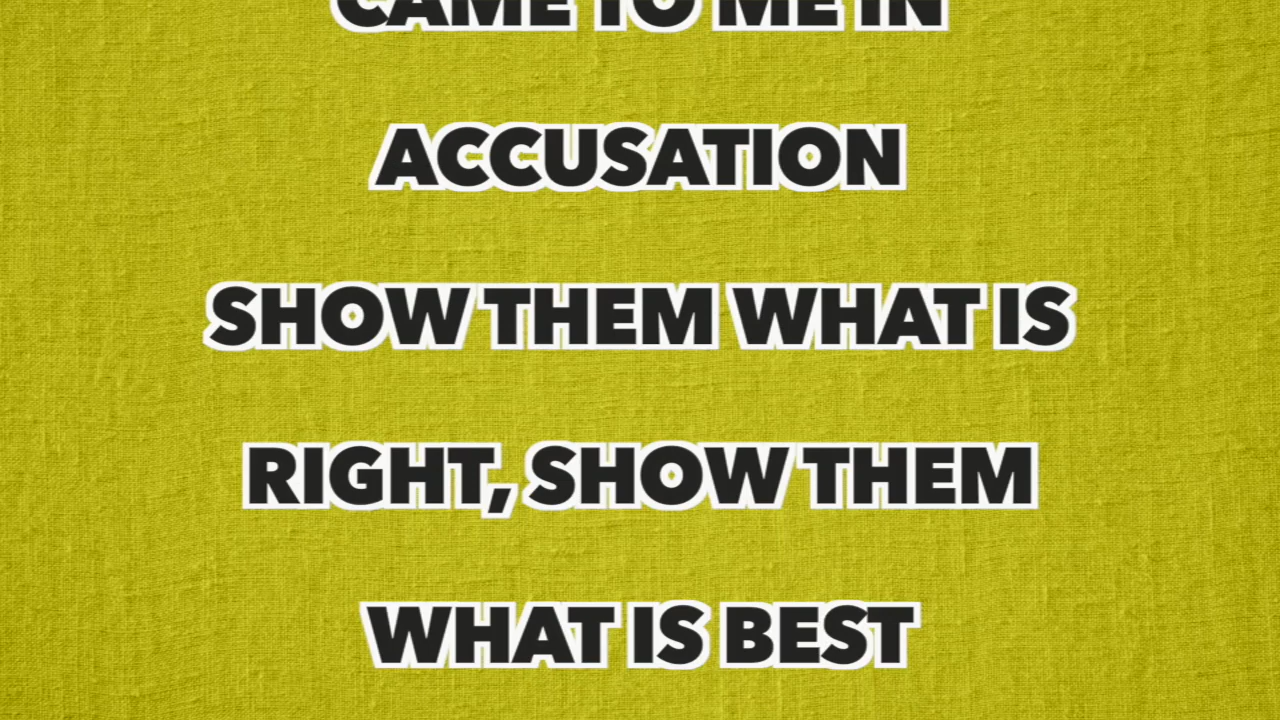 CAME TO ME IN
ACCUSATION
SHOW THEM WHAT IS
RIGHT, SHOW THEM
WHAT IS BEST